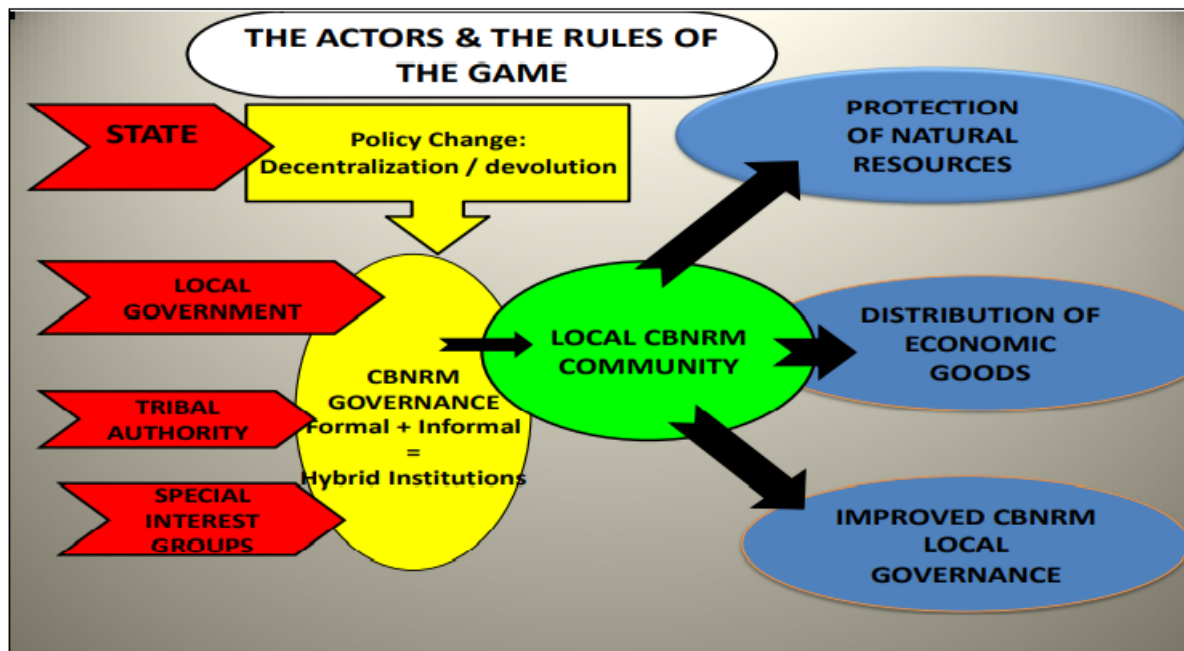 THE ACTORS & THE RULES OF
THE GAME
STATE
Policy Change:
Decentralization / devolution
LOCAL
GOVERNMENT
TRIBAL
AUTHORITY
SPECIAL
INTEREST
GROUPS
CBNRM
GOVERNANCE
Formal + Informal
=
Hybrid Institutions
LOCAL CBNRM
COMMUNITY
PROTECTION
OF NATURAL
RESOURCES
DISTRIBUTION OF
ECONOMIC
GOODS
IMPROVED CBNRM
LOCAL
GOVERNANCE